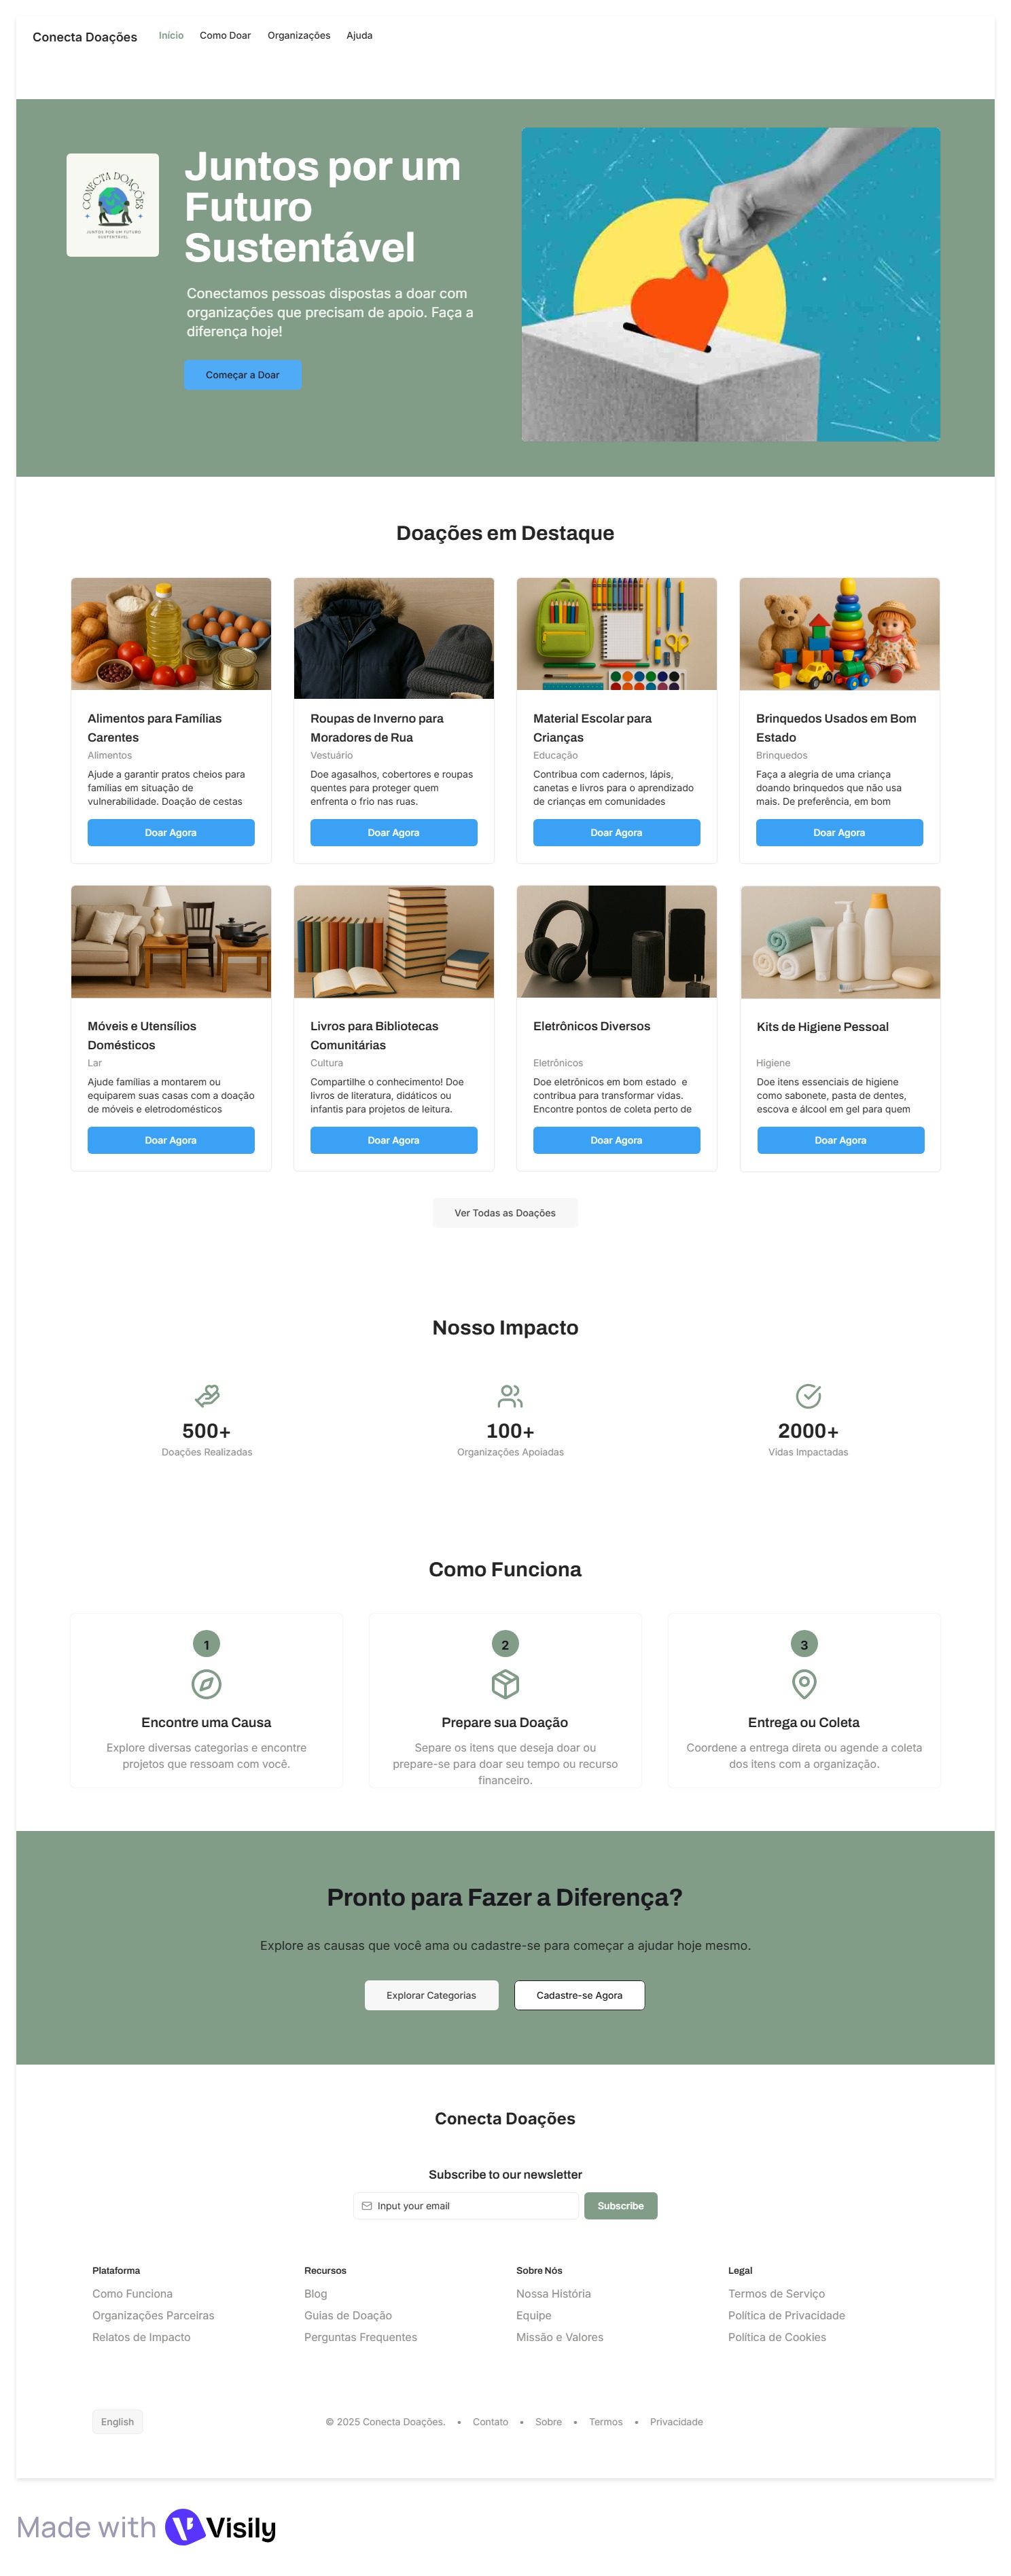 Conecta Doações
Início
Como Doar
Organizações
Ajuda
CONECTA DOAÇÕES
JUNTOS POR UM FUTURO
SUSTENTÁVEL
Juntos por um
Futuro
Sustentável
Conectamos pessoas dispostas a doar com
organizações que precisam de apoio. Faça a
diferença hoje!
Começar a Doar
Doações em Destaque
Alimentos para Famílias
Carentes
Alimentos
Ajude a garantir pratos cheios para
famílias em situação de
vulnerabilidade. Doação de cestas
Doar Agora
Roupas de Inverno para
Moradores de Rua
Vestuário
Doe agasalhos, cobertores e roupas
quentes para proteger quem
enfrenta o frio nas ruas.
Doar Agora
Material Escolar para
Crianças
Educação
Contribua com cadernos, lápis,
canetas e livros para o aprendizado
de crianças em comunidades
Doar Agora
Brinquedos Usados em Bom
Estado
Brinquedos
Faça a alegria de uma criança
doando brinquedos que não usa
mais. De preferência, em bom
Doar Agora
Móveis e Utensílios
Domésticos
Lar
Ajude famílias a montarem ou
equiparem suas casas com a doação
de móveis e eletrodomésticos
Doar Agora
Livros para Bibliotecas
Comunitárias
Cultura
Compartilhe o conhecimento! Doe
livros de literatura, didáticos ou
infantis para projetos de leitura.
Doar Agora
Eletrônicos Diversos
Eletrônicos
Doe eletrônicos em bom estado e
contribua para transformar vidas.
Encontre pontos de coleta perto de
Doar Agora
Kits de Higiene Pessoal
Higiene
Doe itens essenciais de higiene
como sabonete, pasta de dentes,
escova e álcool em gel para quem
Doar Agora
Ver Todas as Doações
Nosso Impacto
500+
Doações Realizadas
100+
Organizações Apoiadas
2000+
Vidas Impactadas
Como Funciona
1
Encontre uma Causa
Explore diversas categorias e encontre
projetos que ressoam com você.
2
Prepare sua Doação
Separe os itens que deseja doar ou
prepare-se para doar seu tempo ou recurso
financeiro.
3
Entrega ou Coleta
Coordene a entrega direta ou agende a coleta
dos itens com a organização.
Pronto para Fazer a Diferença?
Explore as causas que você ama ou cadastre-se para começar a ajudar hoje mesmo.
Explorar Categorias
Cadastre-se Agora
Conecta Doações
Subscribe to our newsletter
Input your email
Subscribe
Plataforma
Como Funciona
Organizações Parceiras
Relatos de Impacto
Recursos
Blog
Guias de Doação
Perguntas Frequentes
Sobre Nós
Nossa História
Equipe
Missão e Valores
Legal
Termos de Serviço
Política de Privacidade
Política de Cookies
English
© 2025 Conecta Doações. • Contato • Sobre • Termos • Privacidade
Made with Visily